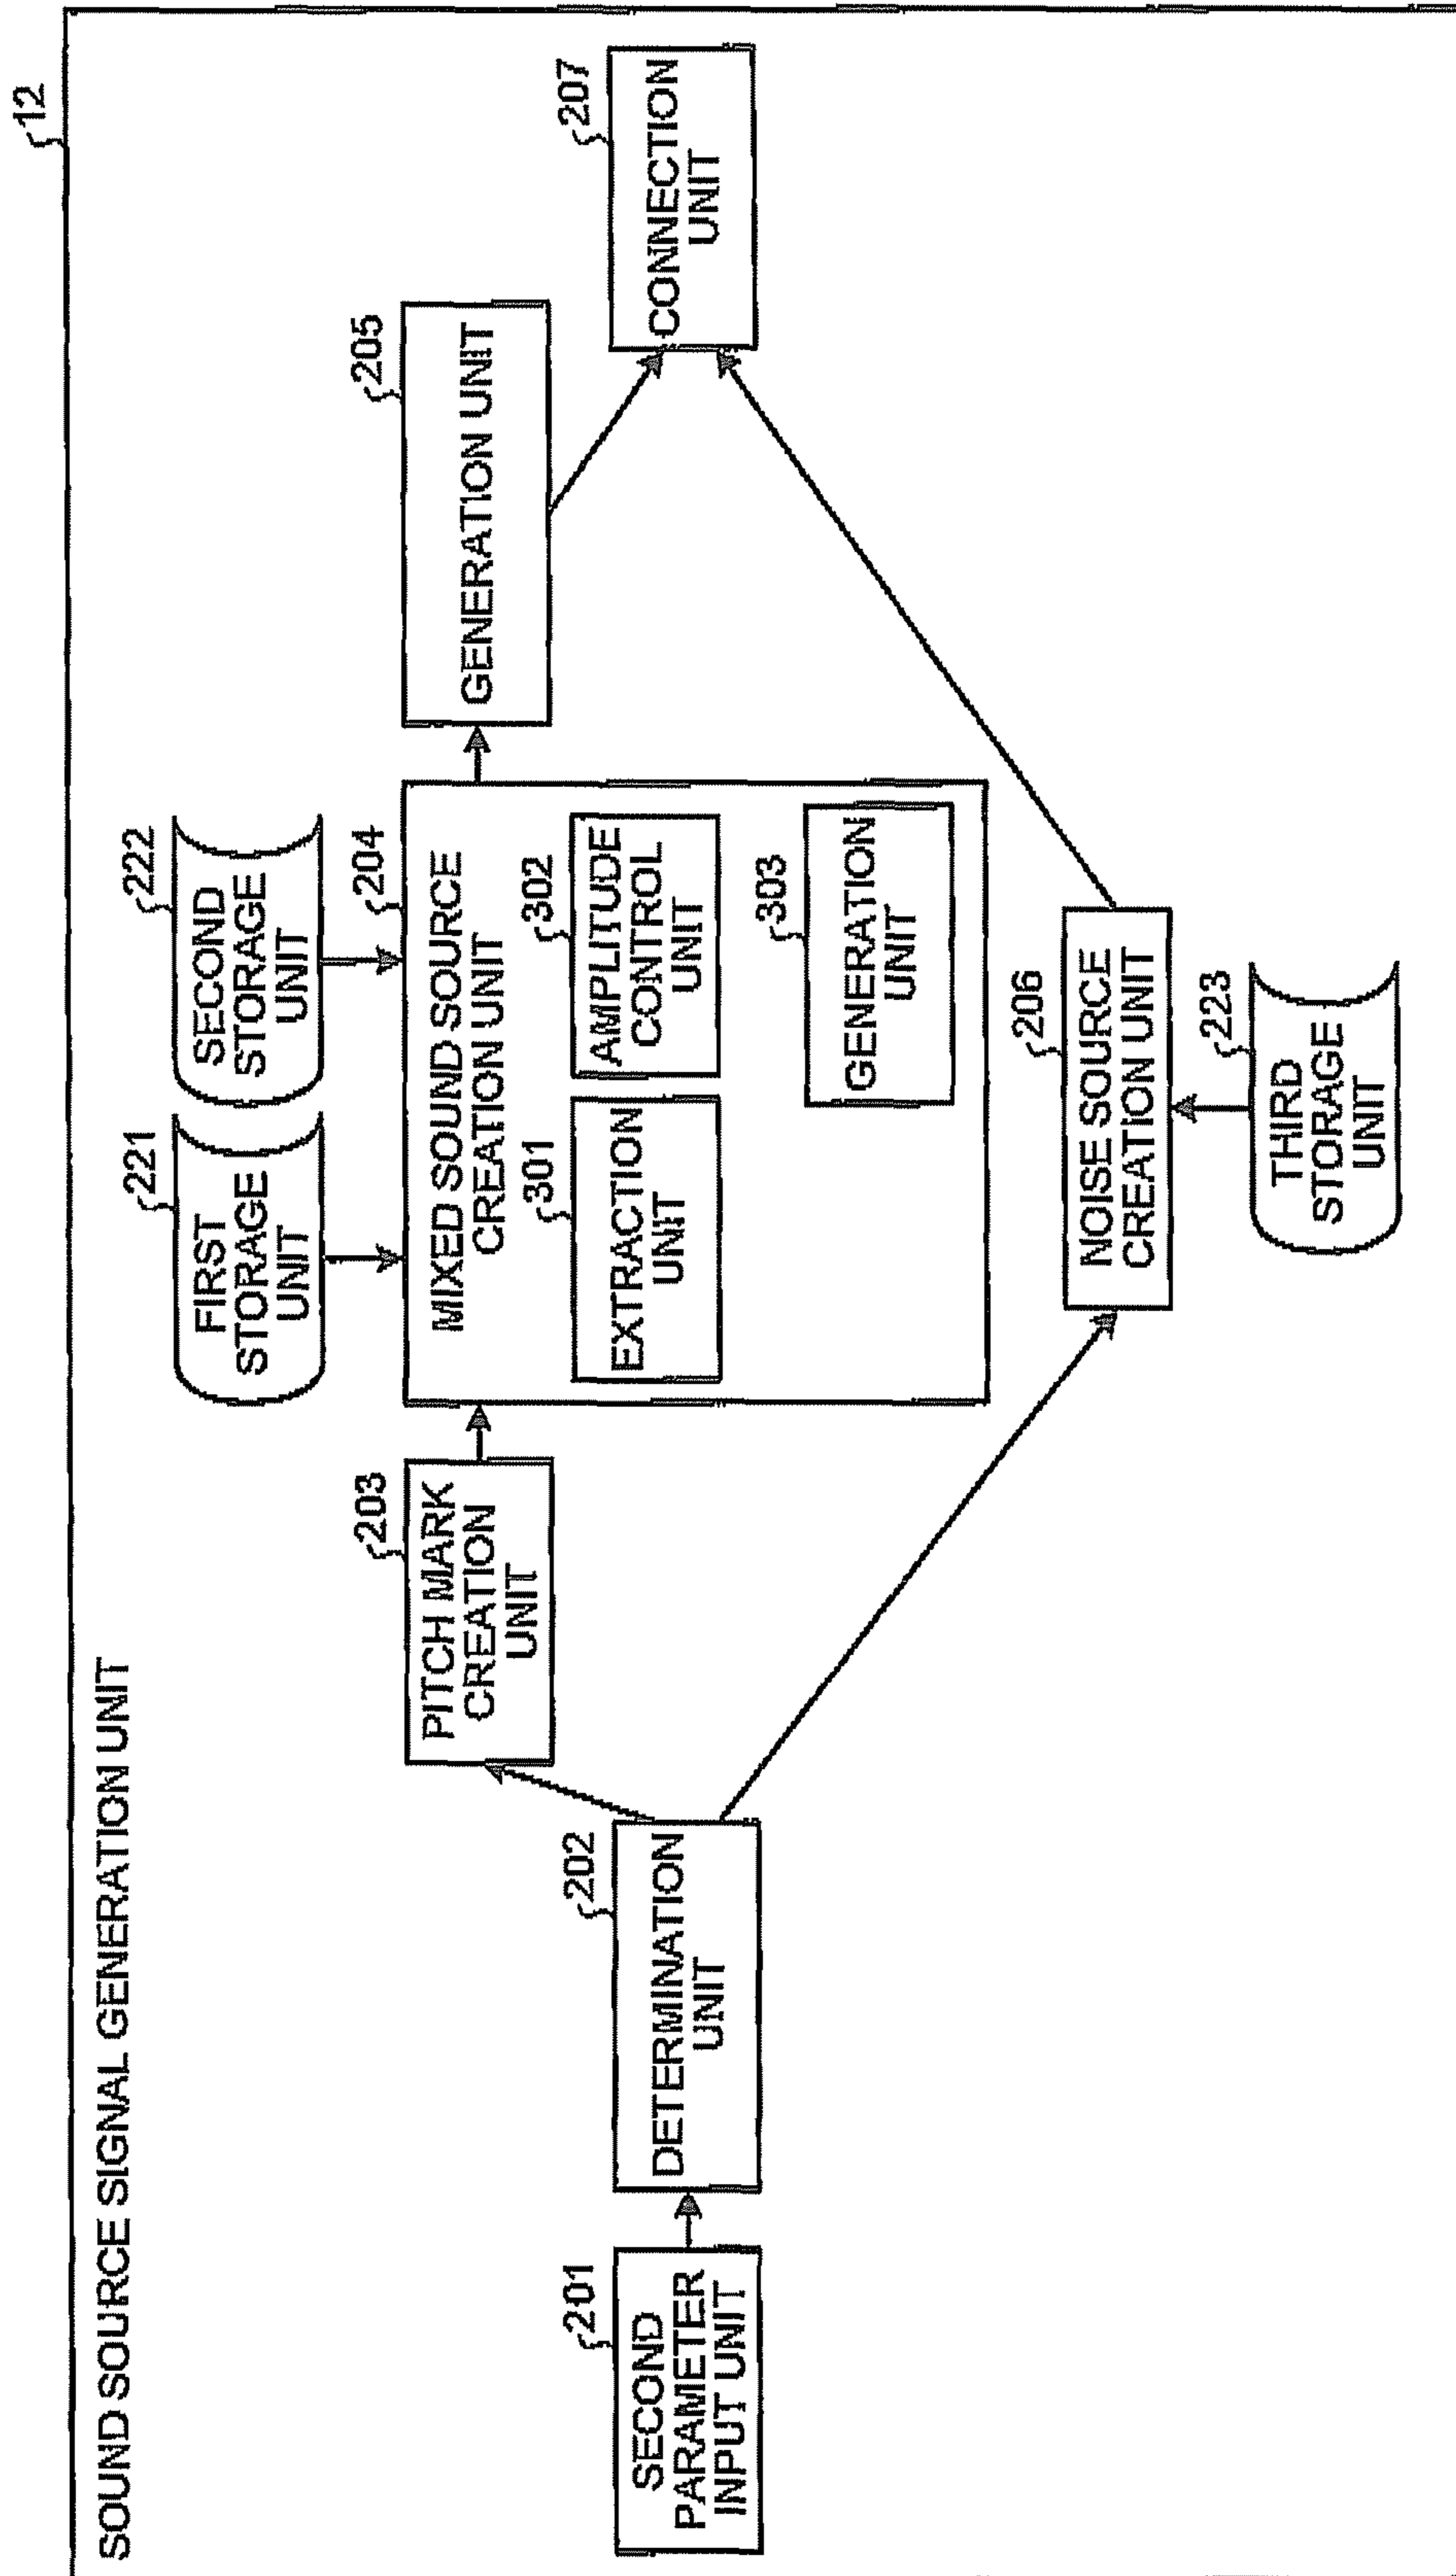 12
SOUND SOURCE SIGNAL GENERATION UNIT
221
FIRST
STORAGE
UNIT
222
SECOND
STORAGE
UNIT
201
SECOND
PARAMETER
INPUT UNIT
202
DETERMINATION
UNIT
203
PITCH MARK
CREATION
UNIT
204
MIXED SOUND SOURCE
CREATION UNIT
301
EXTRACTION
UNIT
302
AMPLITUDE
CONTROL
UNIT
303
GENERATION
UNIT
205
GENERATION UNIT
207
CONNECTION
UNIT
206
NOISE SOURCE
CREATION UNIT
223
THIRD
STORAGE
UNIT